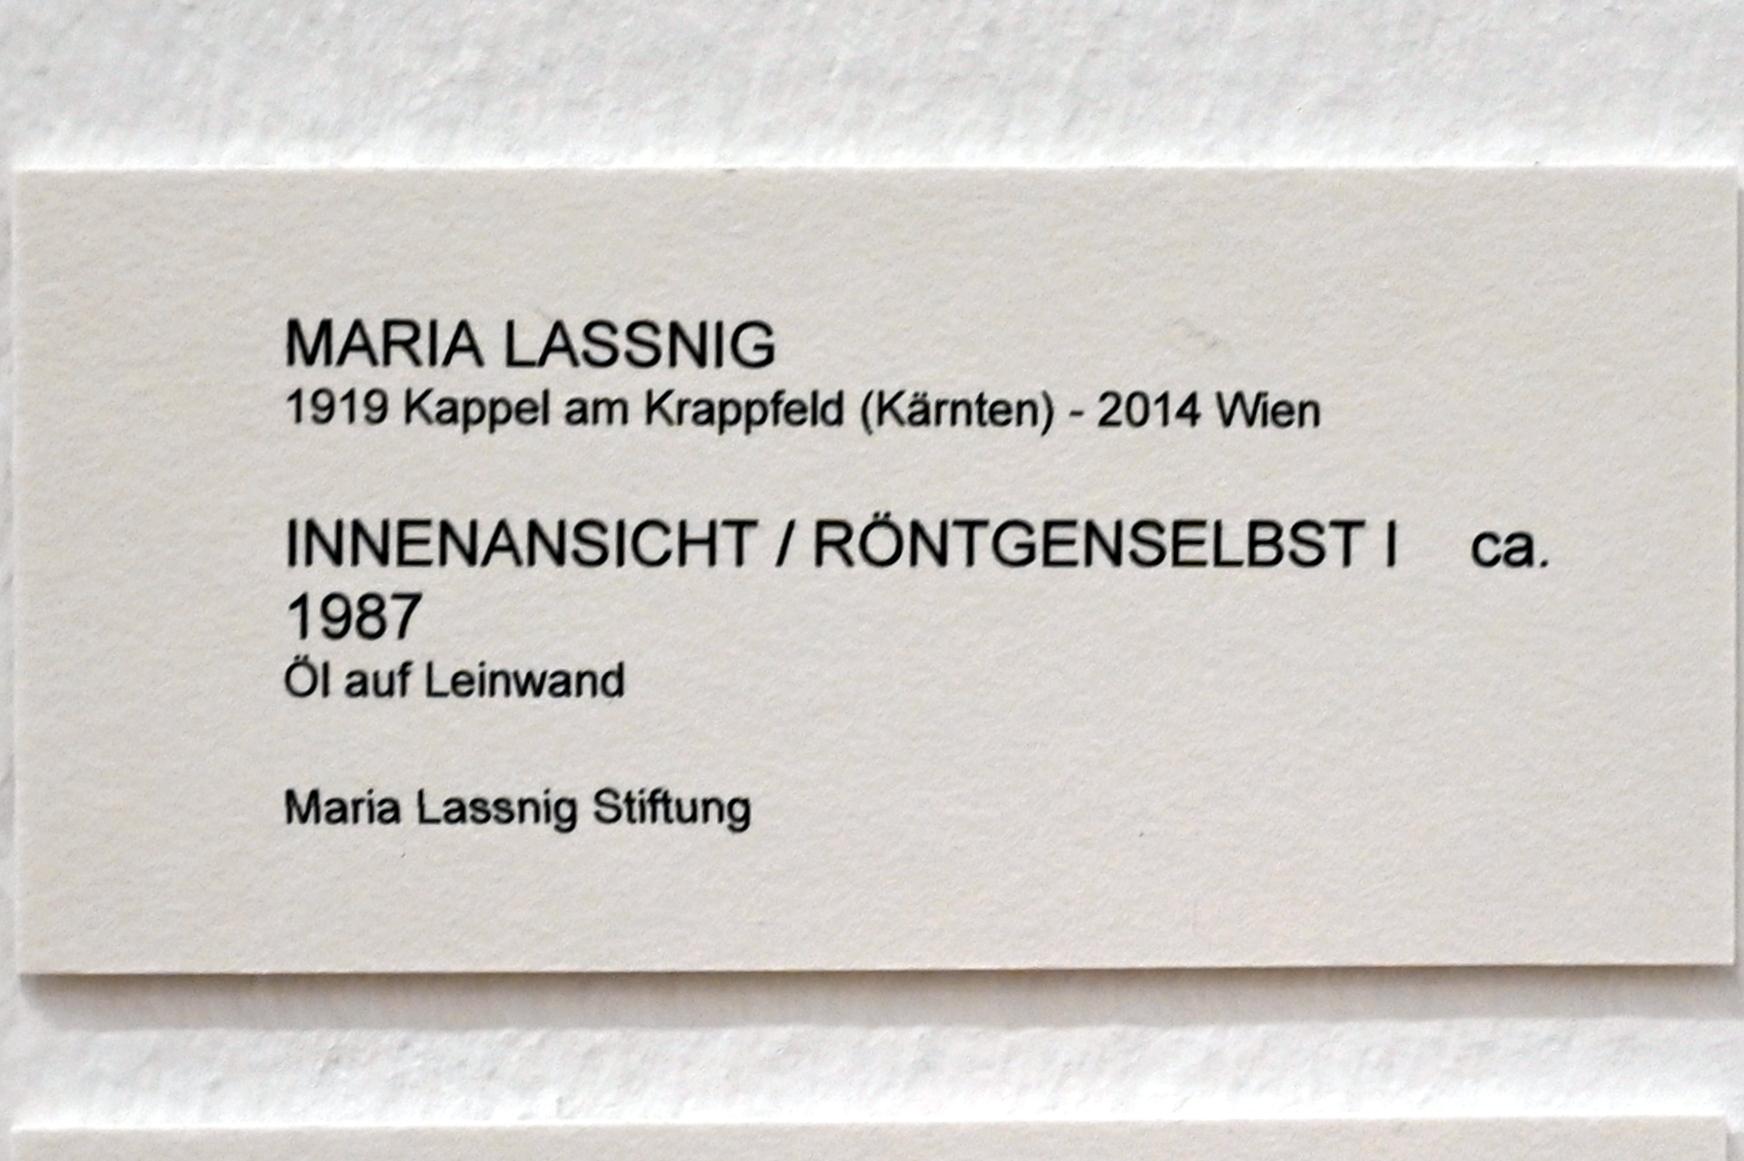 MARIA LASSNIG
1919 Kappel am Krappfeld (Kärnten) - 2014 Wien
INNENANSICHT / RÖNTGENSELBST I ca.
1987
Öl auf Leinwand
Maria Lassnig Stiftung